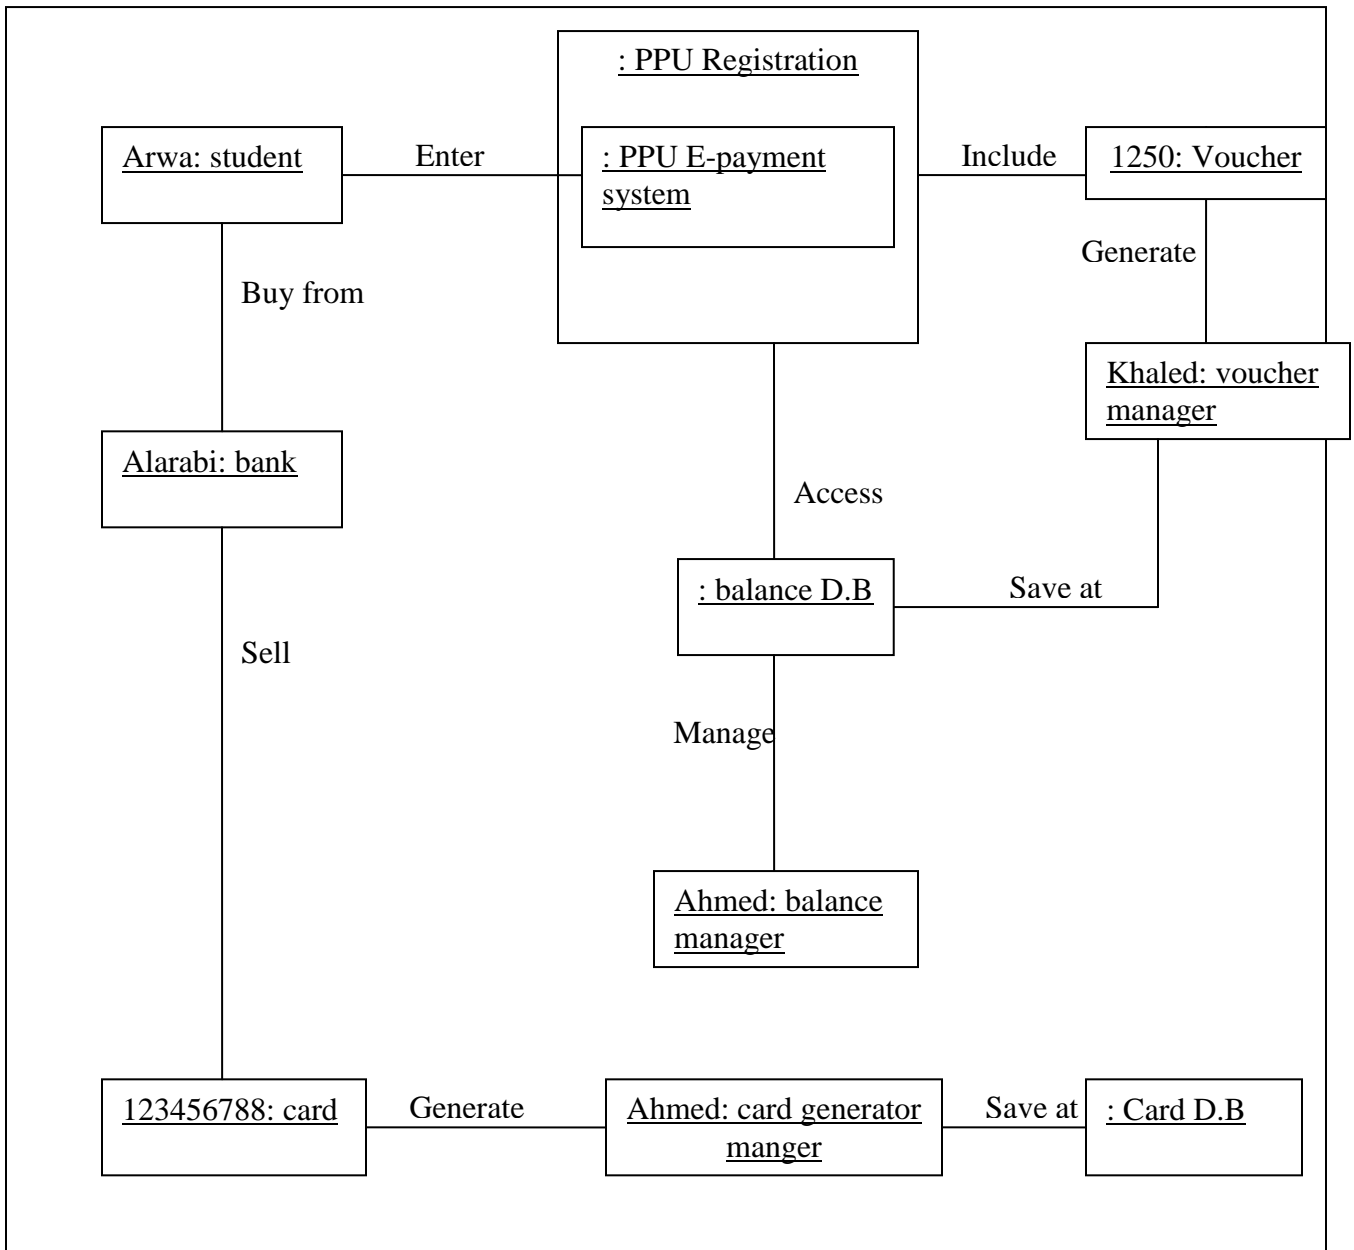 : PPU Registration
Arwa: student
Enter
: PPU E-payment
system
Include
1250: Voucher
Generate
Buy from
Khaled: voucher
manager
Alarabi: bank
Access
: balance D.B
Save at
Sell
Manage
Ahmed: balance
manager
123456788: card
Generate
Ahmed: card generator
manger
Save at
: Card D.B